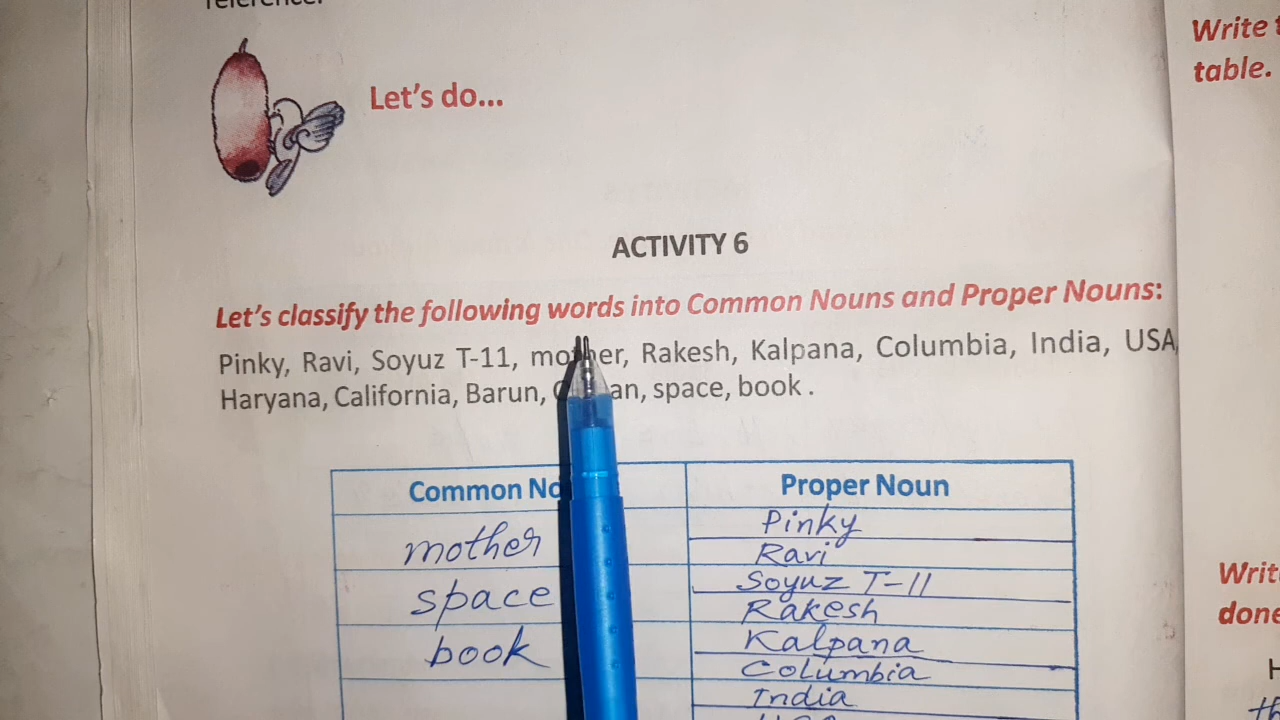 Let's do...
ACTIVITY 6
Let's classify the following words into Common Nouns and Proper Nouns:
Pinky, Ravi, Soyuz T-11, mother, Rakesh, Kalpana, Columbia, India, USA,
Haryana, California, Barun, space, book .
Common Proper Noun
mother Pinky
Ravi
space Soyuz T-11
Rakesh
book Kalpana
Columbia
India
Write
table.
done